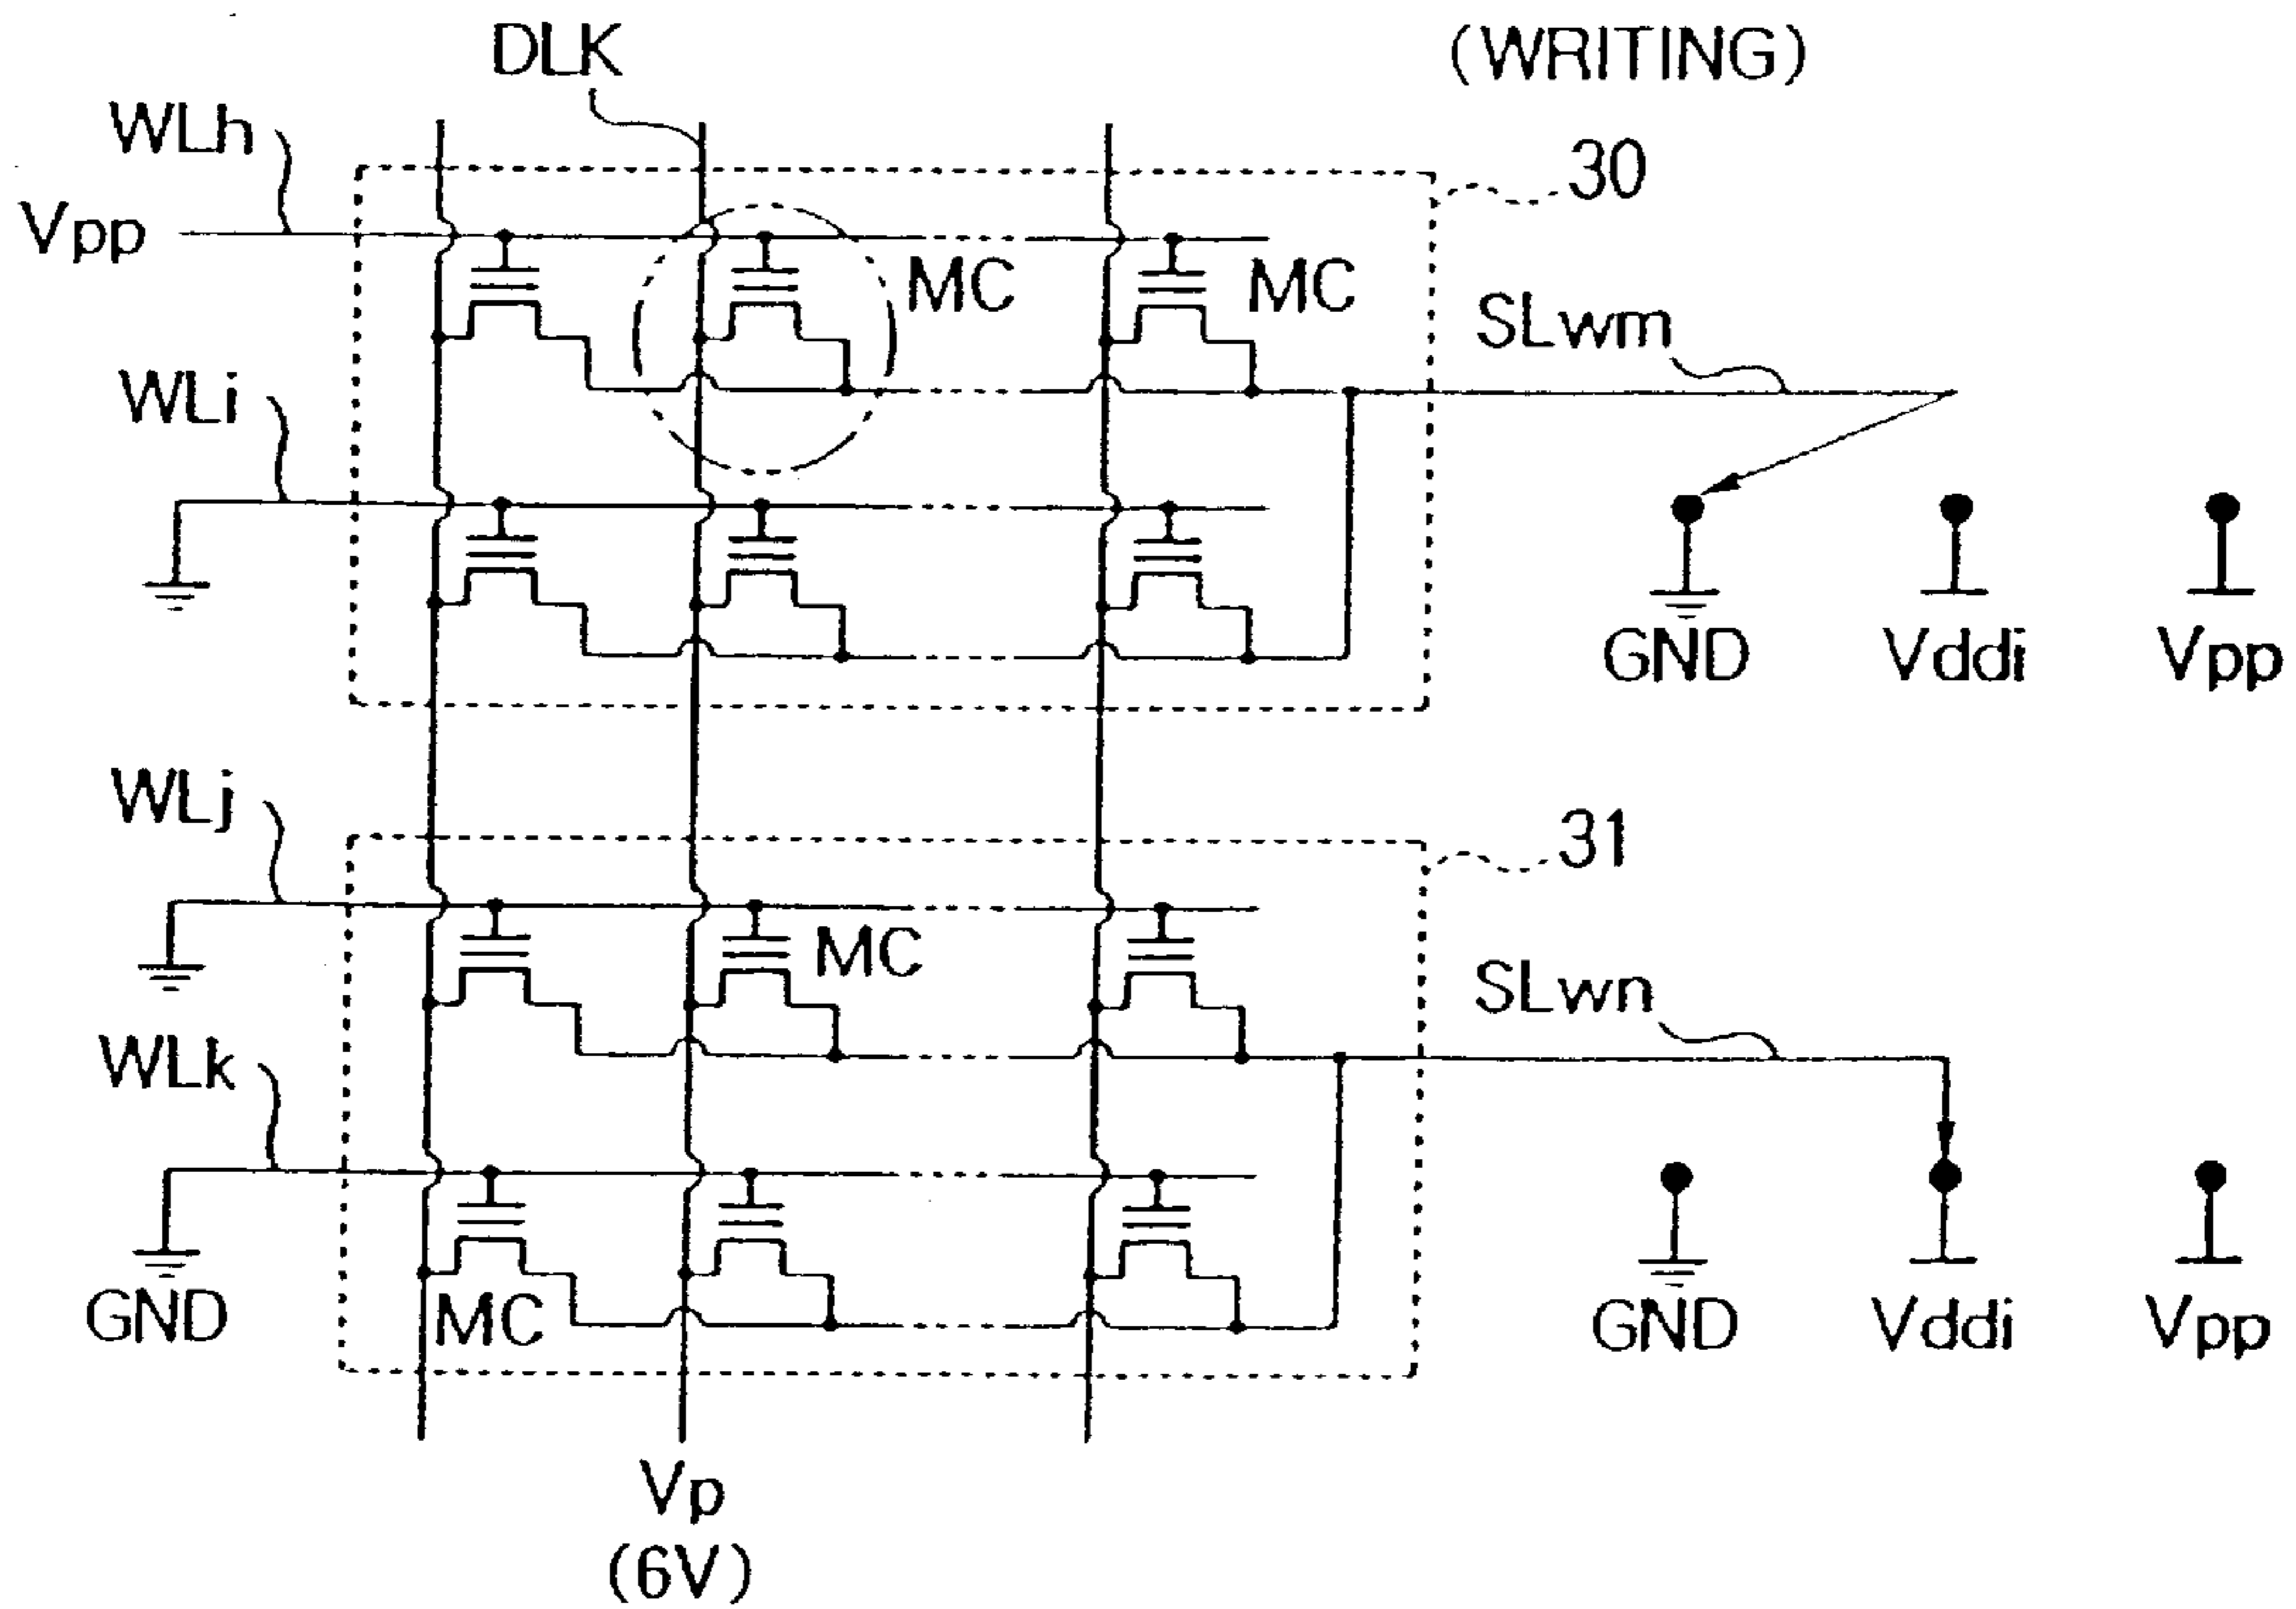 DLK
(WRITING)
WLh
30
Vpp
MC
MC
SLwm
WLi
GND
Vddi
Vpp
WLj
31
MC
SLwn
WLk
GND
MC
GND
Vddi
Vpp
Vp
(6V)